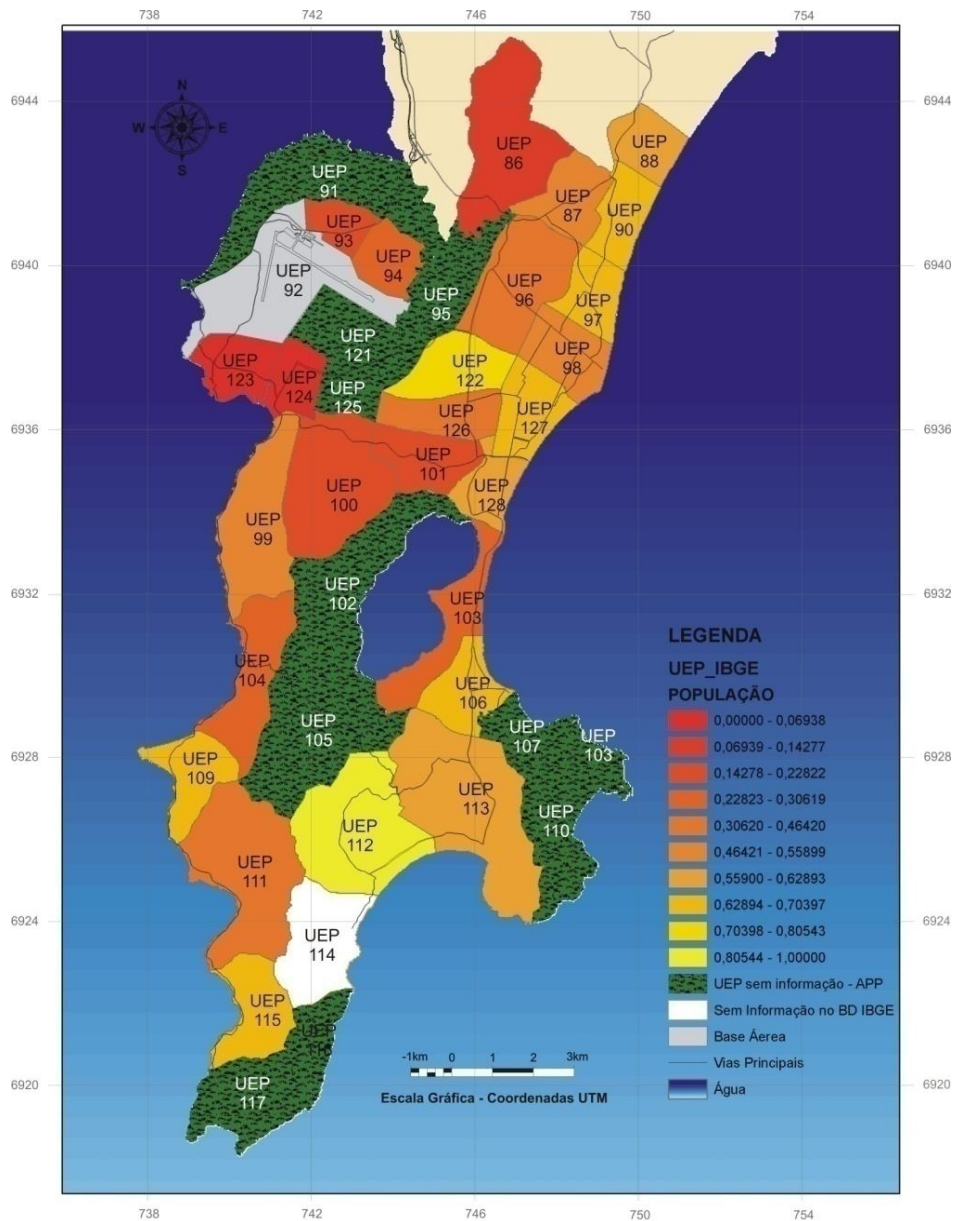 738 742 746 750 754
6944 6944
N
W E
S
UEP
86
UEP
88
UEP
91
UEP
87
UEP
90
UEP
93
UEP
94
6940 6940
UEP
92
UEP
95
UEP
96
UEP
97
UEP
121
UEP
98
UEP
122
UEP
123
UEP
124
UEP
125
UEP
126
UEP
127
6936 6936
UEP
101
UEP
100
UEP
128
UEP
99
6932 6932
UEP
102
UEP
103
UEP
104
UEP
106
UEP
105
UEP
107
UEP
103
6928 6928
UEP
109
UEP
113
UEP
110
UEP
112
UEP
111
6924 6924
UEP
114
UEP
115
UEP
6920 6920
UEP
117
LEGENDA
UEP_IBGE
POPULAÇÃO
0,00000 - 0,06938
0,06939 - 0,14277
0,14278 - 0,22822
0,22823 - 0,30619
0,30620 - 0,46420
0,46421 - 0,55899
0,55900 - 0,62893
0,62894 - 0,70397
0,70398 - 0,80543
0,80544 - 1,00000
UEP sem informação - APP
Sem Informação no BD IBGE
Base Áerea
Vias Principais
Água
-1km 0 1 2 3km
Escala Gráfica - Coordenadas UTM
738 742 746 750 754